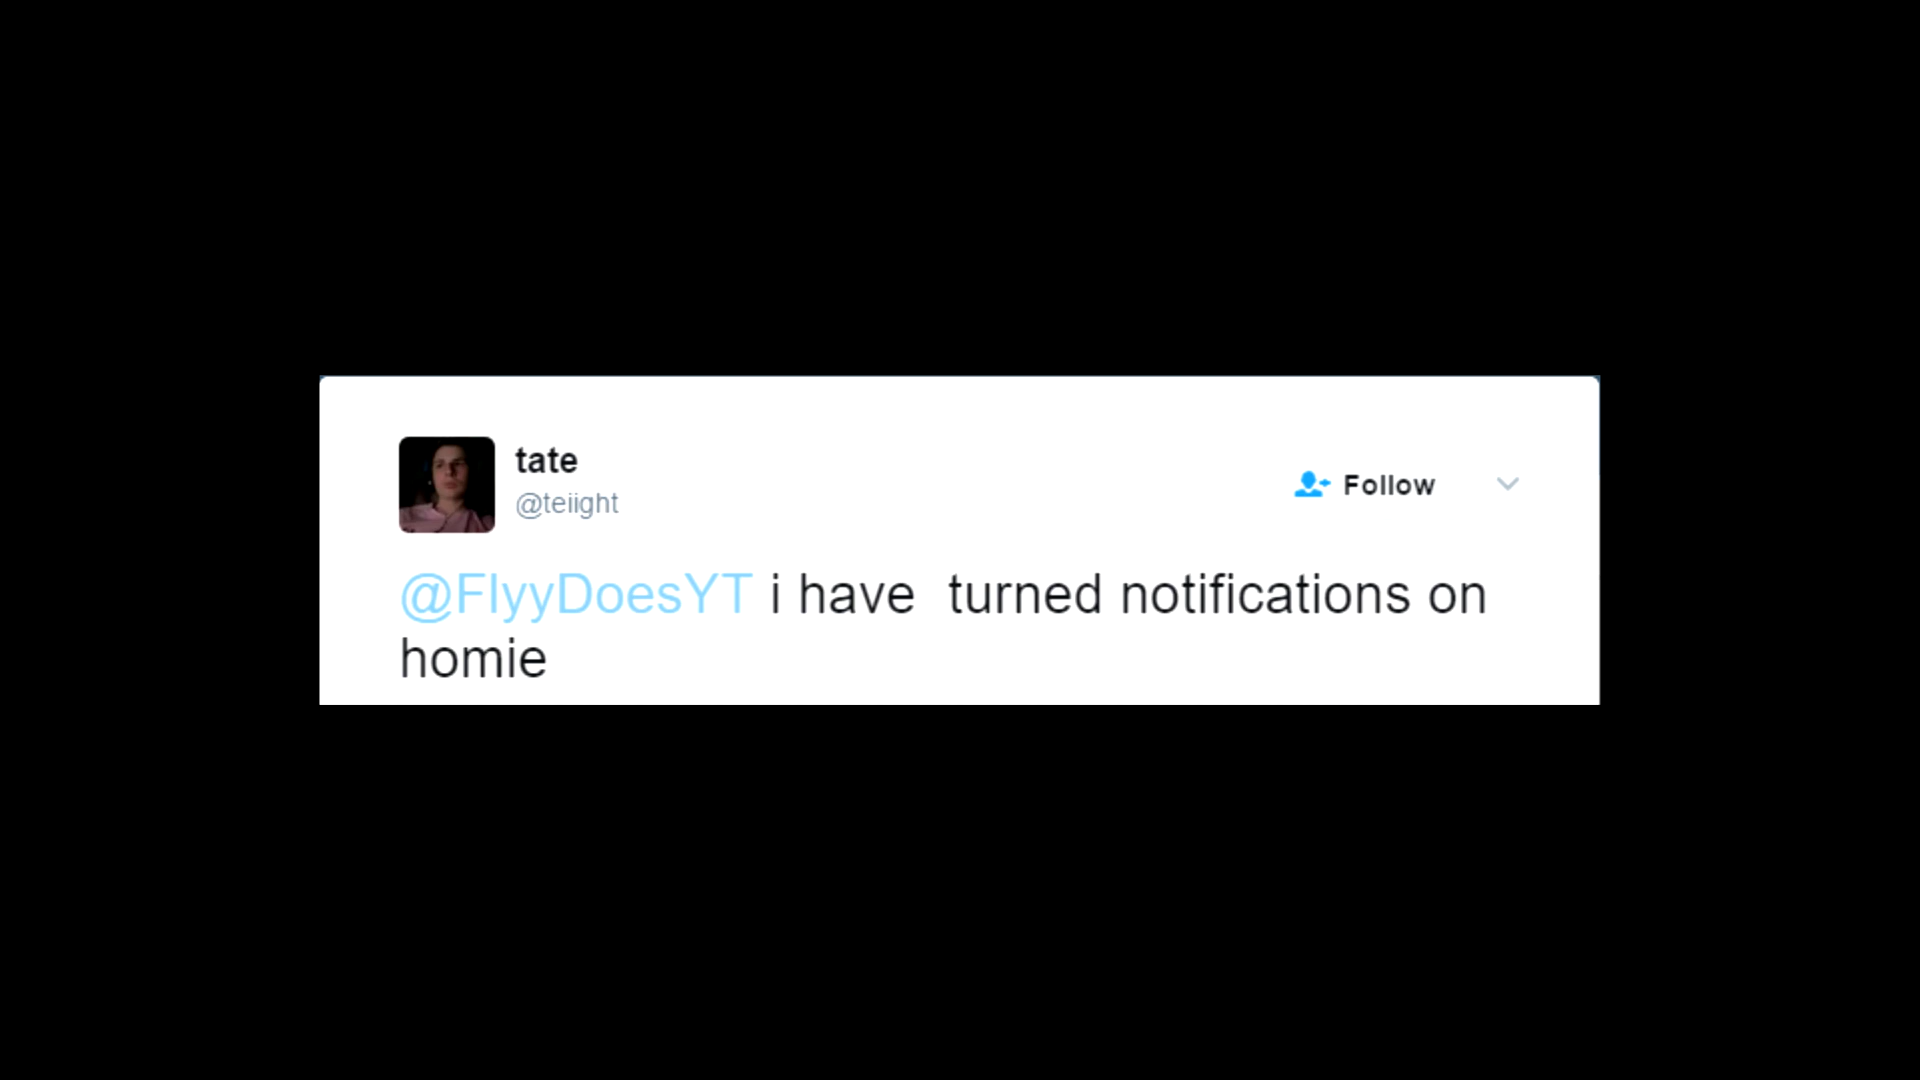 tate
@teiight
Follow
@FlyyDoesYT i have  turned notifications on
homie